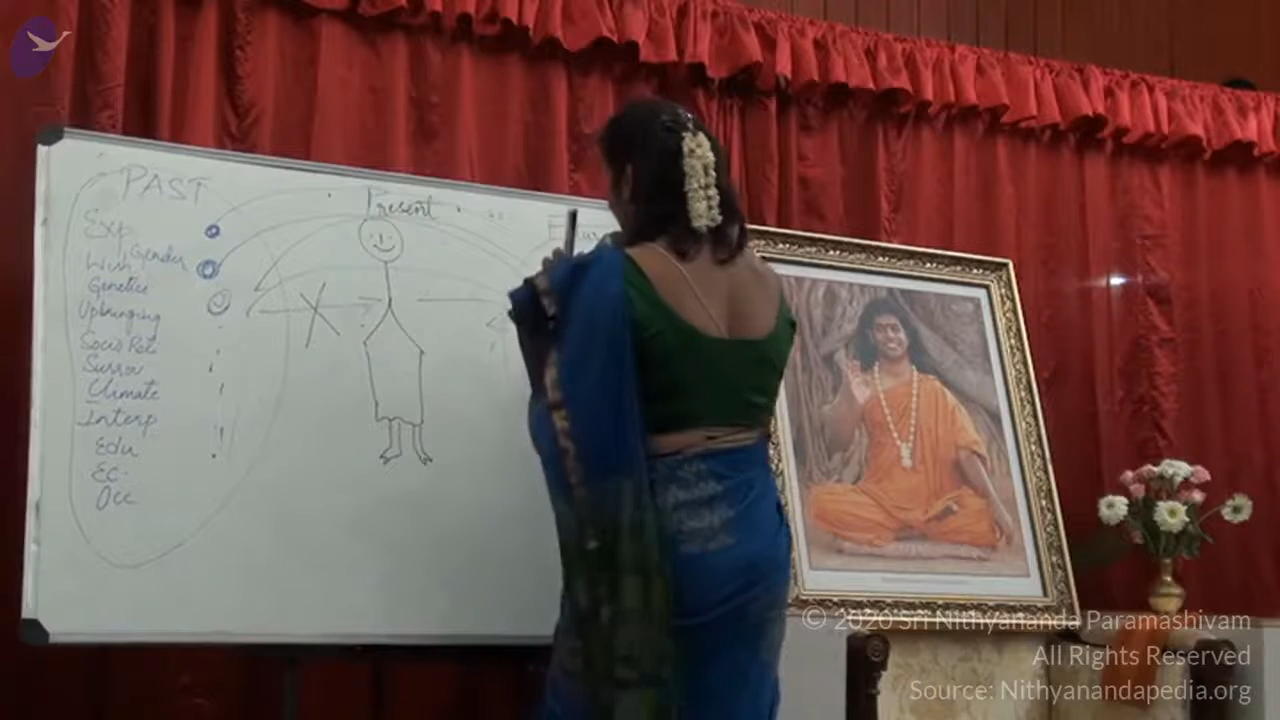 PAST
Present
Exp
Gender
Wish
Genetics
Upbringing
Socio Rel.
Surrou
Climate
Interp
Edu
EC.
Occ
© 2020 Sri Nithyananda Paramashivam
All Rights Reserved
Source: Nithyanandapedia.org